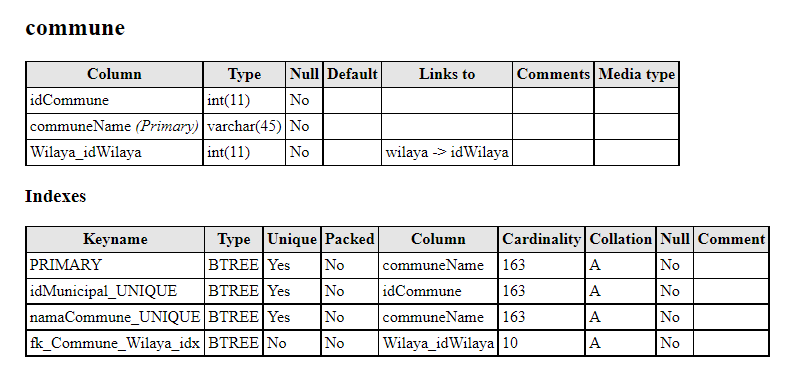 commune
Column Type Null Default Links to Comments Media type
idCommune int(11) No
communeName (Primary) varchar(45) No
Wilaya_idWilaya int(11) No wilaya -> idWilaya
Indexes
Keyname Type Unique Packed Column Cardinality Collation Null Comment
PRIMARY BTREE Yes No communeName 163 A No
idMunicipal_UNIQUE BTREE Yes No idCommune 163 A No
namaCommune_UNIQUE BTREE Yes No communeName 163 A No
fk_Commune_Wilaya_idx BTREE No No Wilaya_idWilaya 10 A No